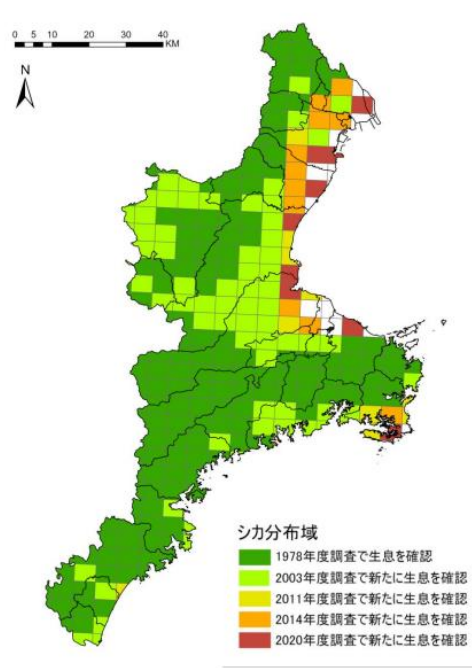 0 5 10 20 30 40
KM
N
シカ分布域
1978年度調査で生息を確認
2003年度調査で新たに生息を確認
2011年度調査で新たに生息を確認
2014年度調査で新たに生息を確認
2020年度調査で新たに生息を確認